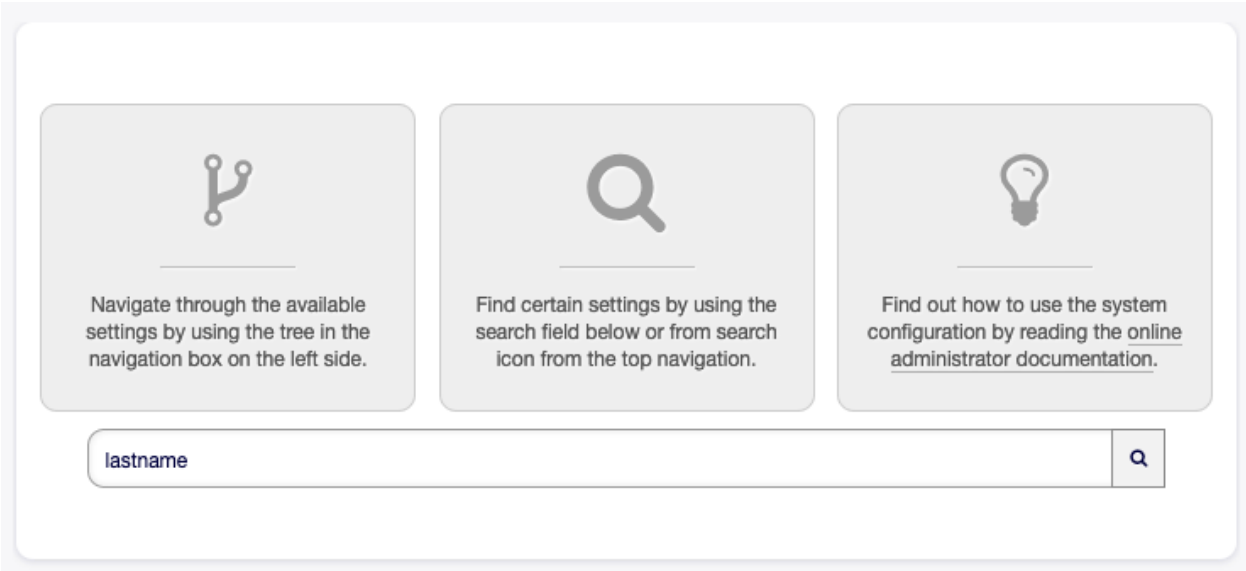 Navigate through the available
settings by using the tree in the
navigation box on the left side.
Find certain settings by using the
search field below or from search
icon from the top navigation.
Find out how to use the system
configuration by reading the online
administrator documentation.
lastname